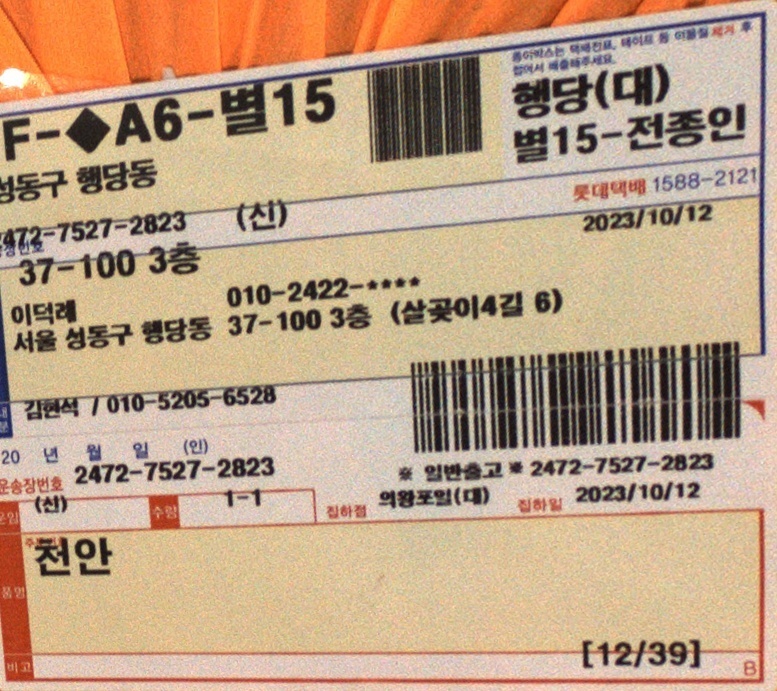 종이박스는 택배전표, 테이프 등 이물질 제거 후
접어서 배출해주세요.
F-◆A6-별15
행당(대)
별15-전종인
성동구 행당동
롯데택배 1588-2121
2472-7527-2823 (신)
2023/10/12
37-100 3층
이덕례 010-2422-****
서울 성동구 행당동 37-100 3층 (살곶이4길 6)
김현석 / 010-5205-6528
20 년 월 일 (인)
운송장번호 2472-7527-2823
※ 일반출고 ※ 2472-7527-2823
운임 (신) 수량 1-1
집하점 의왕포일(대) 집하일 2023/10/12
천안
품명
[12/39]
비고
B